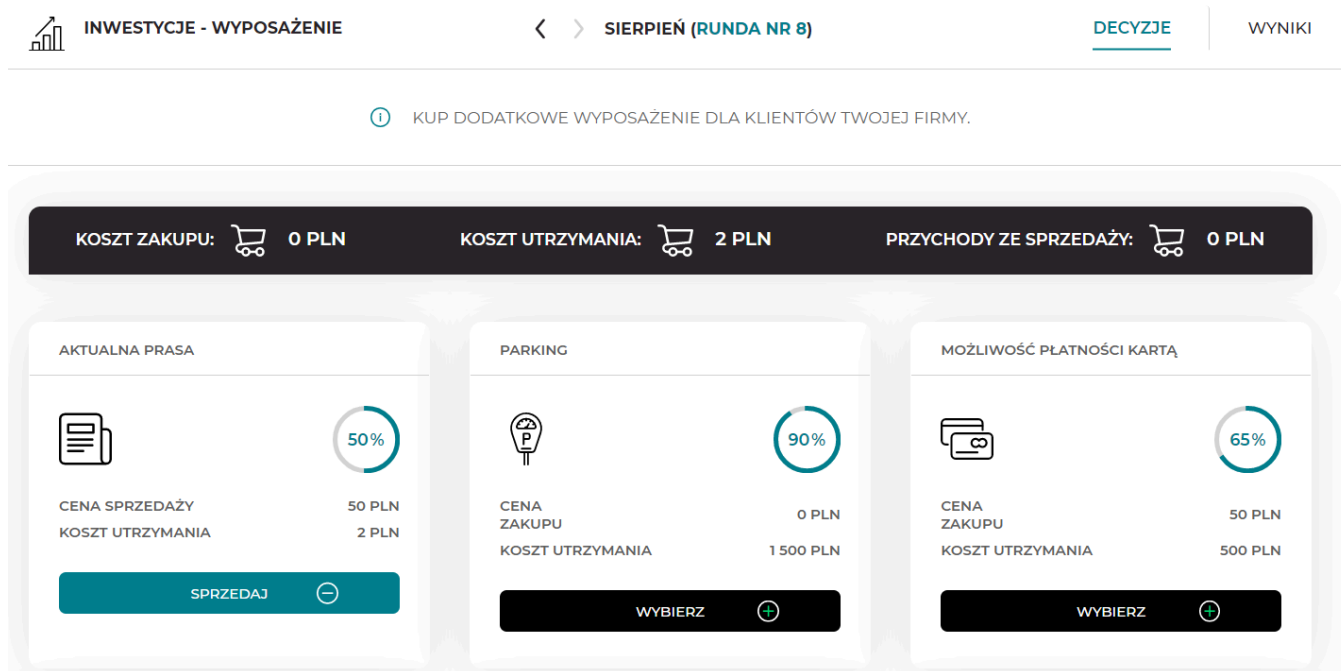 INWESTYCJE - WYPOSAŻENIE
SIERPIEŃ (RUNDA NR 8)
DECYZJE
WYNIKI
KUP DODATKOWE WYPOSAŻENIE DLA KLIENTÓW TWOJEJ FIRMY.
KOSZT ZAKUPU: 0 PLN
KOSZT UTRZYMANIA: 2 PLN
PRZYCHODY ZE SPRZEDAŻY: 0 PLN
AKTUALNA PRASA
50%
CENA SPRZEDAŻY 50 PLN
KOSZT UTRZYMANIA 2 PLN
SPRZEDAJ
PARKING
P
90%
CENA
ZAKUPU 0 PLN
KOSZT UTRZYMANIA 1 500 PLN
WYBIERZ
MOŻLIWOŚĆ PŁATNOŚCI KARTĄ
65%
CENA
ZAKUPU 50 PLN
KOSZT UTRZYMANIA 500 PLN
WYBIERZ